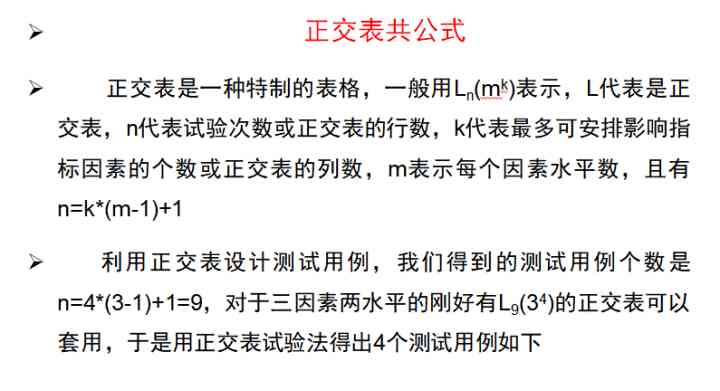 正交表共公式
正交表是一种特制的表格，一般用Lₙ(mᵏ)表示，L代表是正
交表，n代表试验次数或正交表的行数，k代表最多可安排影响指
标因素的个数或正交表的列数，m表示每个因素水平数，且有
n=k*(m-1)+1
利用正交表设计测试用例，我们得到的测试用例个数是
n=4*(3-1)+1=9，对于三因素两水平的刚好有L₉(3⁴)的正交表可以
套用，于是用正交表试验法得出4个测试用例如下